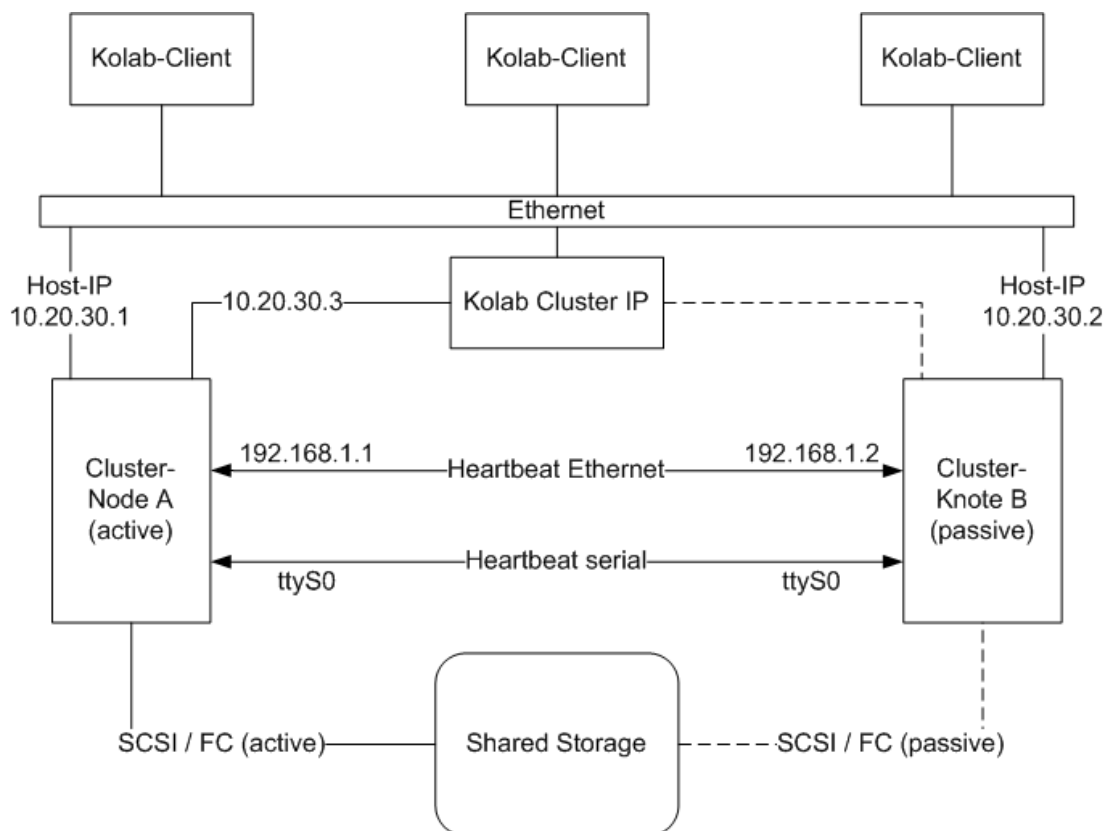 Kolab-Client
Kolab-Client
Kolab-Client
Ethernet
Host-IP
10.20.30.1
10.20.30.3
Kolab Cluster IP
Host-IP
10.20.30.2
Cluster-
Node A
(active)
192.168.1.1
Heartbeat Ethernet
192.168.1.2
Cluster-
Knote B
(passive)
Heartbeat serial
ttyS0
ttyS0
SCSI / FC (active)
Shared Storage
SCSI / FC (passive)